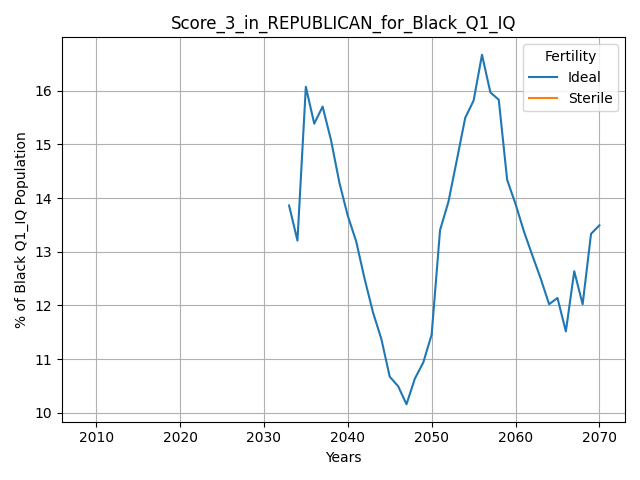 Score_3_in_REPUBLICAN_for_Black_Q1_IQ
Fertility
Ideal
Sterile
% of Black Q1_IQ Population
16
15
14
13
12
11
10
2010 2020 2030 2040 2050 2060 2070
Years